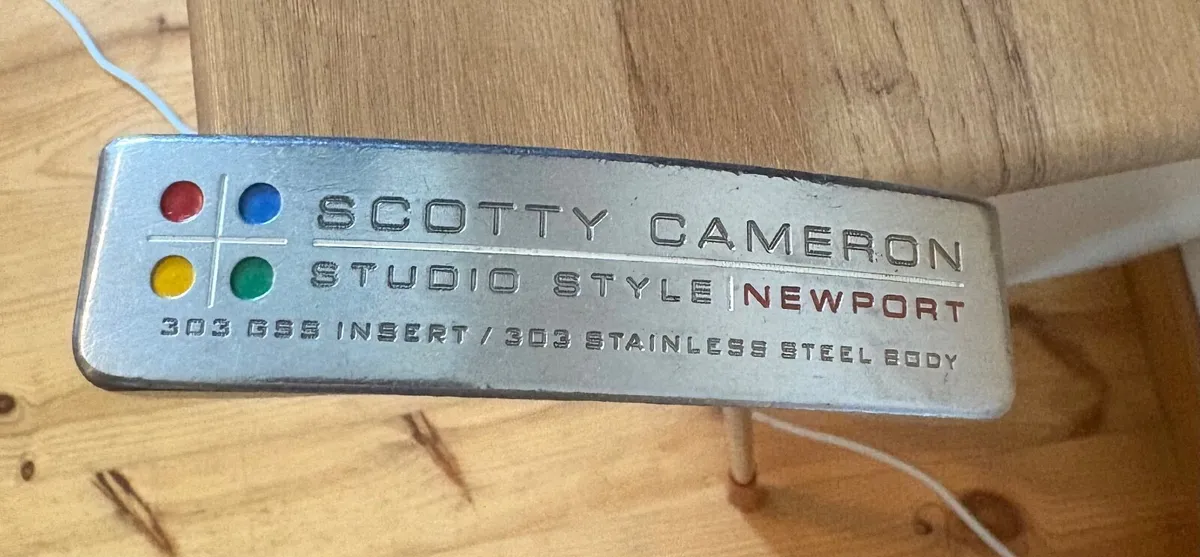 SCOTTY CAMERON
STUDIO STYLE | NEWPORT
303 GSS INSERT / 303 STAINLESS STEEL BODY